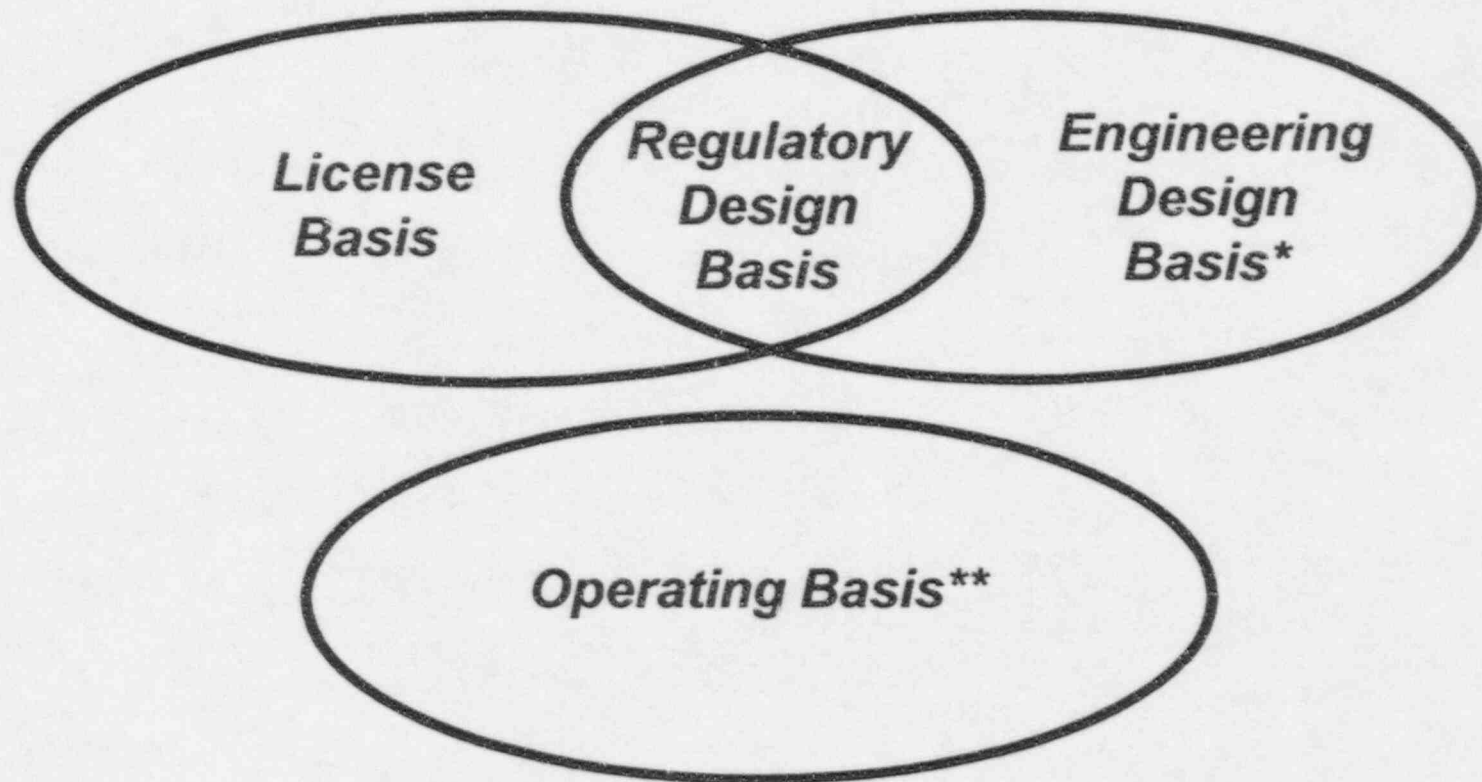 License
Basis
Regulatory
Design
Basis
Engineering
Design
Basis*
Operating Basis**